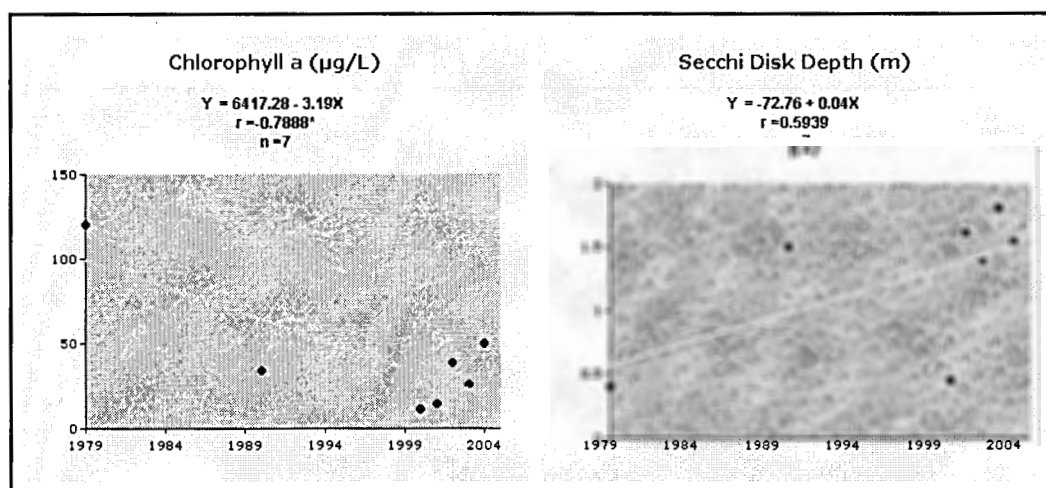 Chlorophyll a (µg/L)
Y = 6417.28 - 3.19X
r =-0.7888*
n =7
150
100
50
0
1979 1984 1989 1994 1999 2004
Secchi Disk Depth (m)
Y = -72.76 + 0.04X
r =0.5939
1979 1984 1989 1994 1999 2004